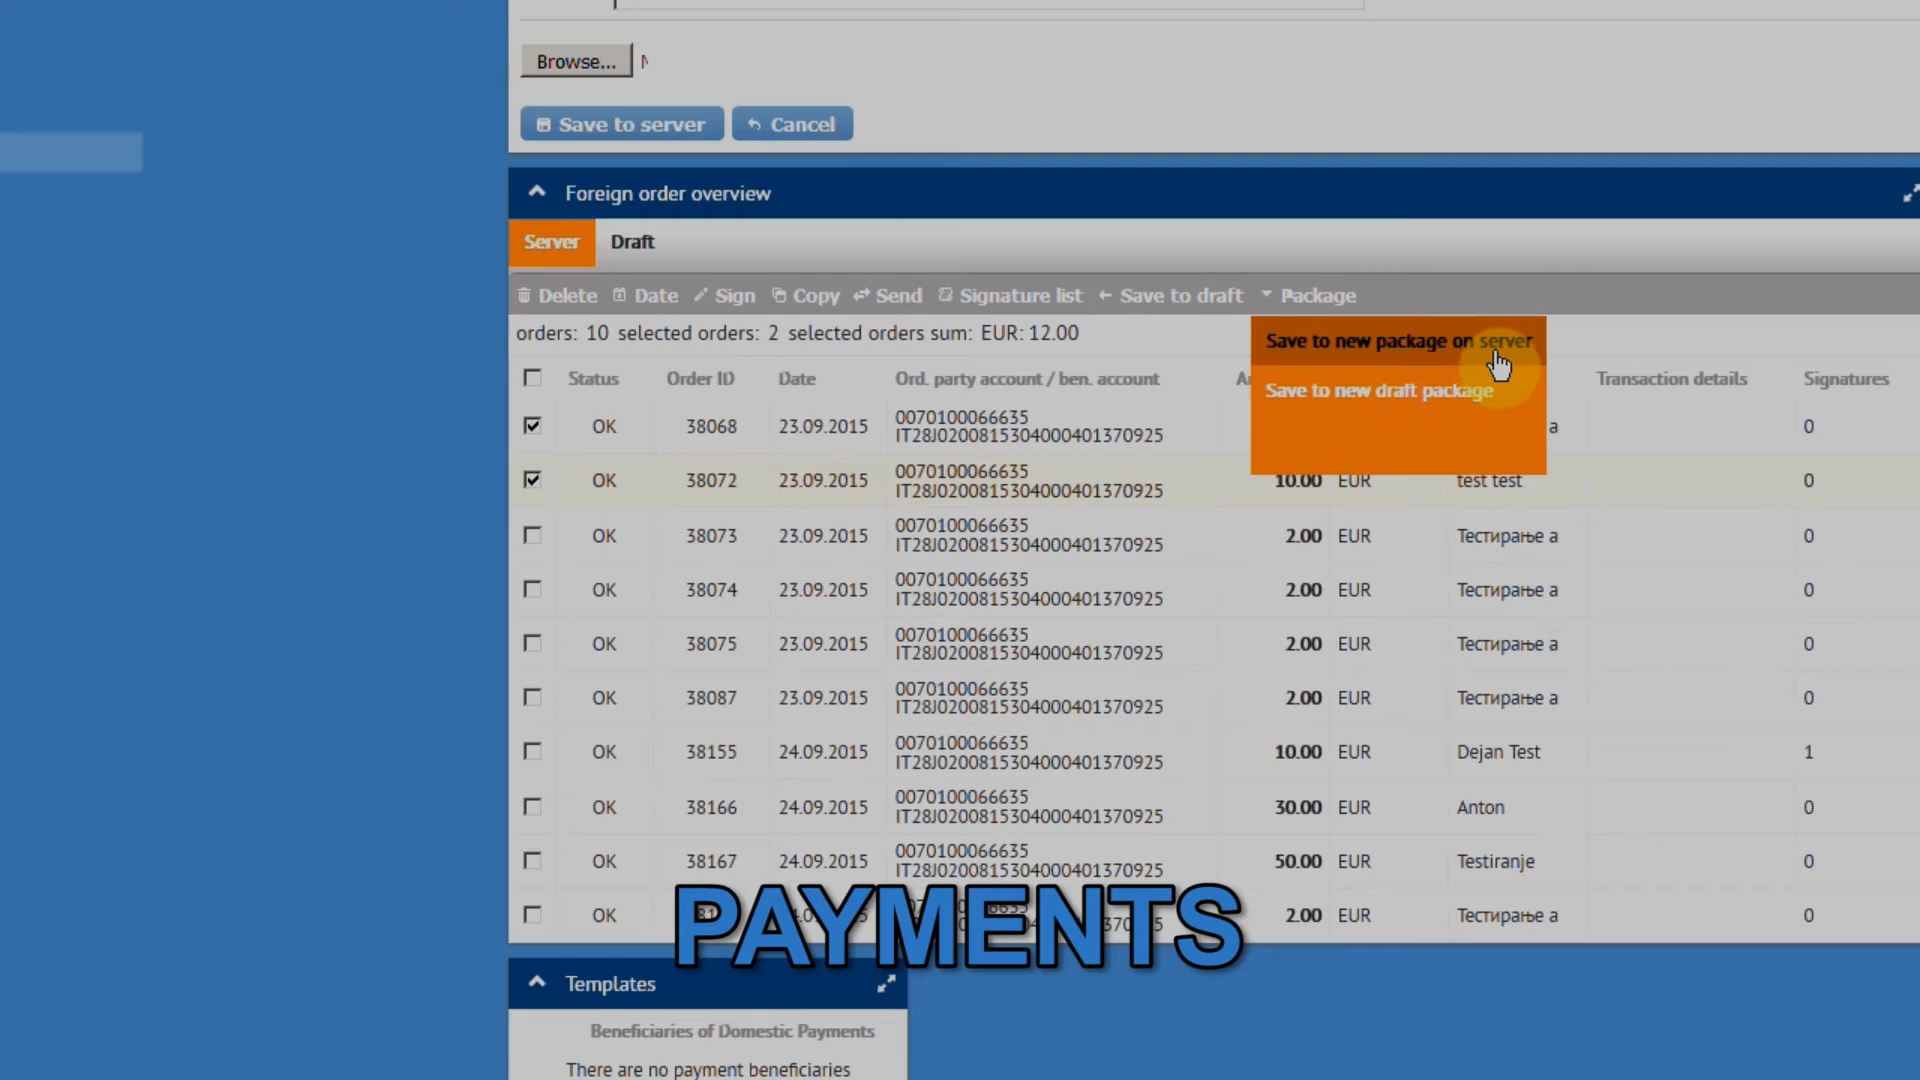 Browse...
Save to server
Cancel
Foreign order overview
Server
Draft
Delete Date Sign Copy Send Signature list Save to draft Package
orders: 10 selected orders: 2 selected orders sum: EUR: 12.00
Save to new package on server
Save to new draft package
Status Order ID Date Ord. party account / ben. account Transaction details Signatures
OK 38068 23.09.2015 0070100066635 a 0
IT28J0200815304000401370925
OK 38072 23.09.2015 0070100066635 10.00 EUR test test 0
IT28J0200815304000401370925
OK 38073 23.09.2015 0070100066635 2.00 EUR Тестирање а 0
IT28J0200815304000401370925
OK 38074 23.09.2015 0070100066635 2.00 EUR Тестирање а 0
IT28J0200815304000401370925
OK 38075 23.09.2015 0070100066635 2.00 EUR Тестирање а 0
IT28J0200815304000401370925
OK 38087 23.09.2015 0070100066635 2.00 EUR Тестирање а 0
IT28J0200815304000401370925
OK 38155 24.09.2015 0070100066635 10.00 EUR Dejan Test 1
IT28J0200815304000401370925
OK 38166 24.09.2015 0070100066635 30.00 EUR Anton 0
IT28J0200815304000401370925
OK 38167 24.09.2015 0070100066635 50.00 EUR Testiranje 0
IT28J0200815304000401370925
OK 2.00 EUR Тестирање а 0
PAYMENTS
Templates
Beneficiaries of Domestic Payments
There are no payment beneficiaries